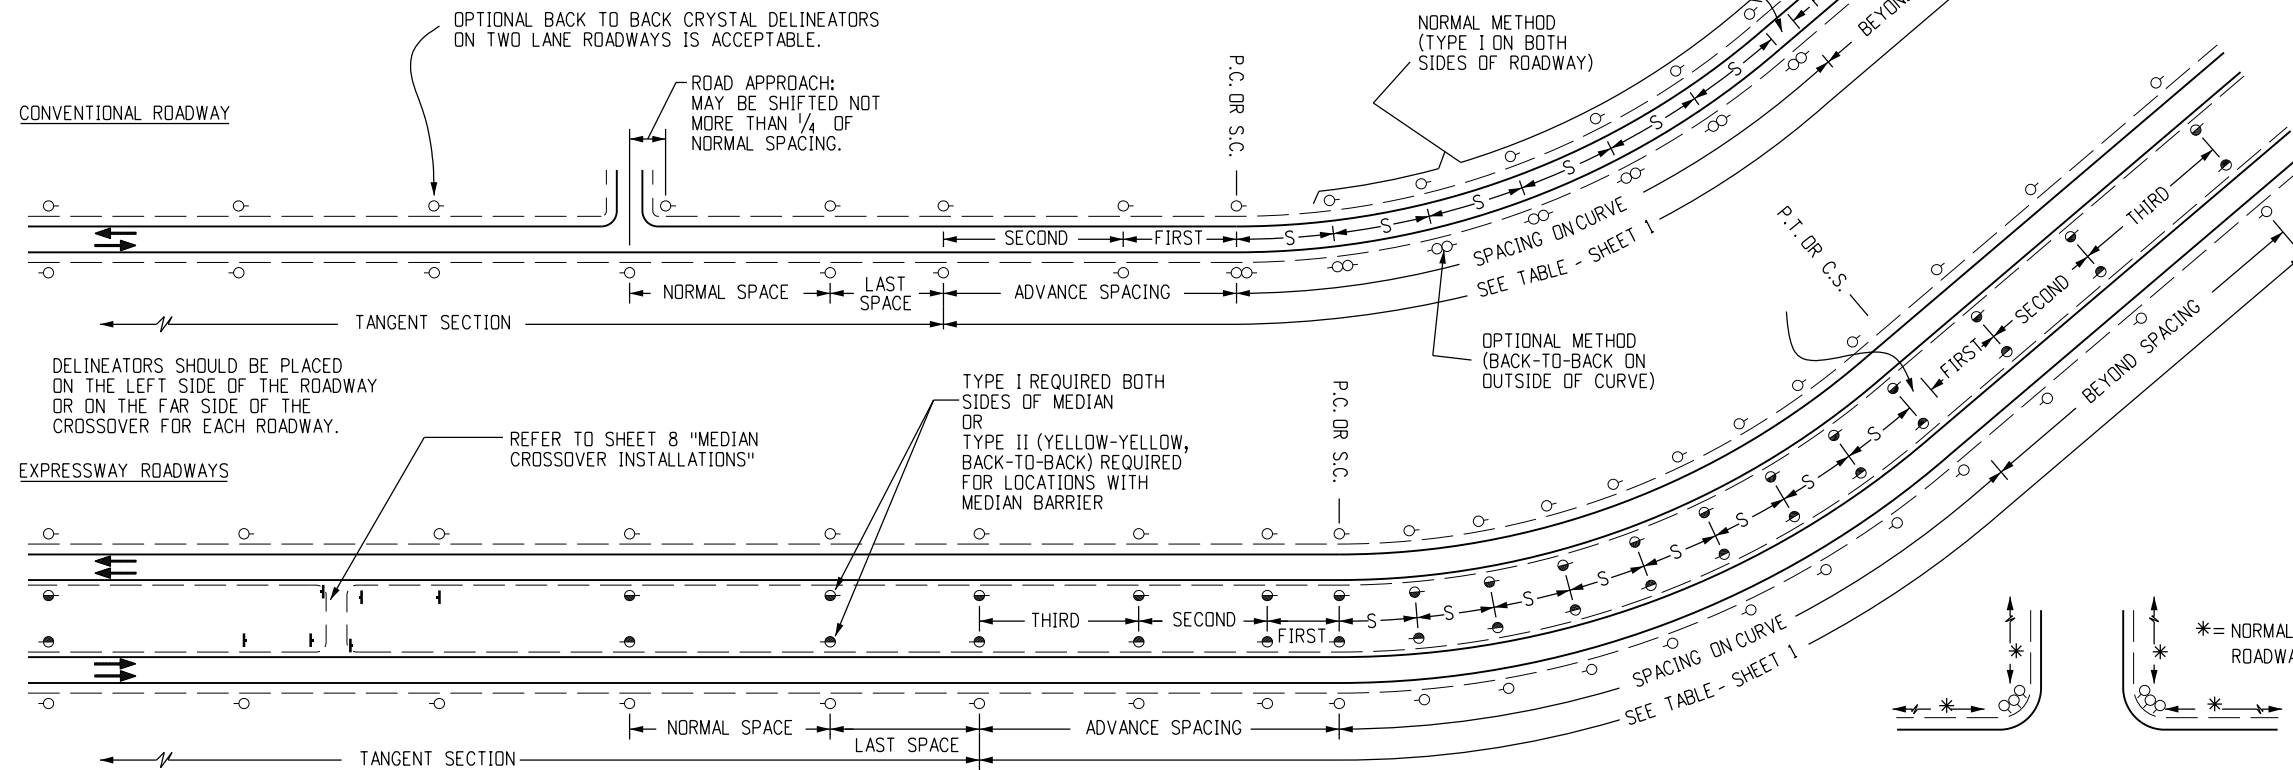 OPTIONAL BACK TO BACK CRYSTAL DELINEATORS
ON TWO LANE ROADWAYS IS ACCEPTABLE.
NORMAL METHOD
(TYPE I ON BOTH
SIDES OF ROADWAY)
ROAD APPROACH:
MAY BE SHIFTED NOT
MORE THAN 1/4 OF
NORMAL SPACING.
CONVENTIONAL ROADWAY
P.C. OR S.C.
SECOND
FIRST
S
S
S
S
S
S
NORMAL SPACE
LAST
SPACE
ADVANCE SPACING
SPACING ON CURVE
SEE TABLE - SHEET 1
TANGENT SECTION
OPTIONAL METHOD
(BACK-TO-BACK ON
OUTSIDE OF CURVE)
DELINEATORS SHOULD BE PLACED
ON THE LEFT SIDE OF THE ROADWAY
OR ON THE FAR SIDE OF THE
CROSSOVER FOR EACH ROADWAY.
EXPRESSWAY ROADWAYS
REFER TO SHEET 8 "MEDIAN
CROSSOVER INSTALLATIONS"
TYPE I REQUIRED BOTH
SIDES OF MEDIAN
OR
TYPE II (YELLOW-YELLOW,
BACK-TO-BACK) REQUIRED
FOR LOCATIONS WITH
MEDIAN BARRIER
P.C. OR S.C.
P.T. OR C.S.
THIRD
SECOND
FIRST
BEYOND SPACING
THIRD
SECOND
FIRST
S
S
S
S
S
S
S
NORMAL SPACE
LAST SPACE
ADVANCE SPACING
SPACING ON CURVE
SEE TABLE - SHEET 1
TANGENT SECTION
*= NORMAL